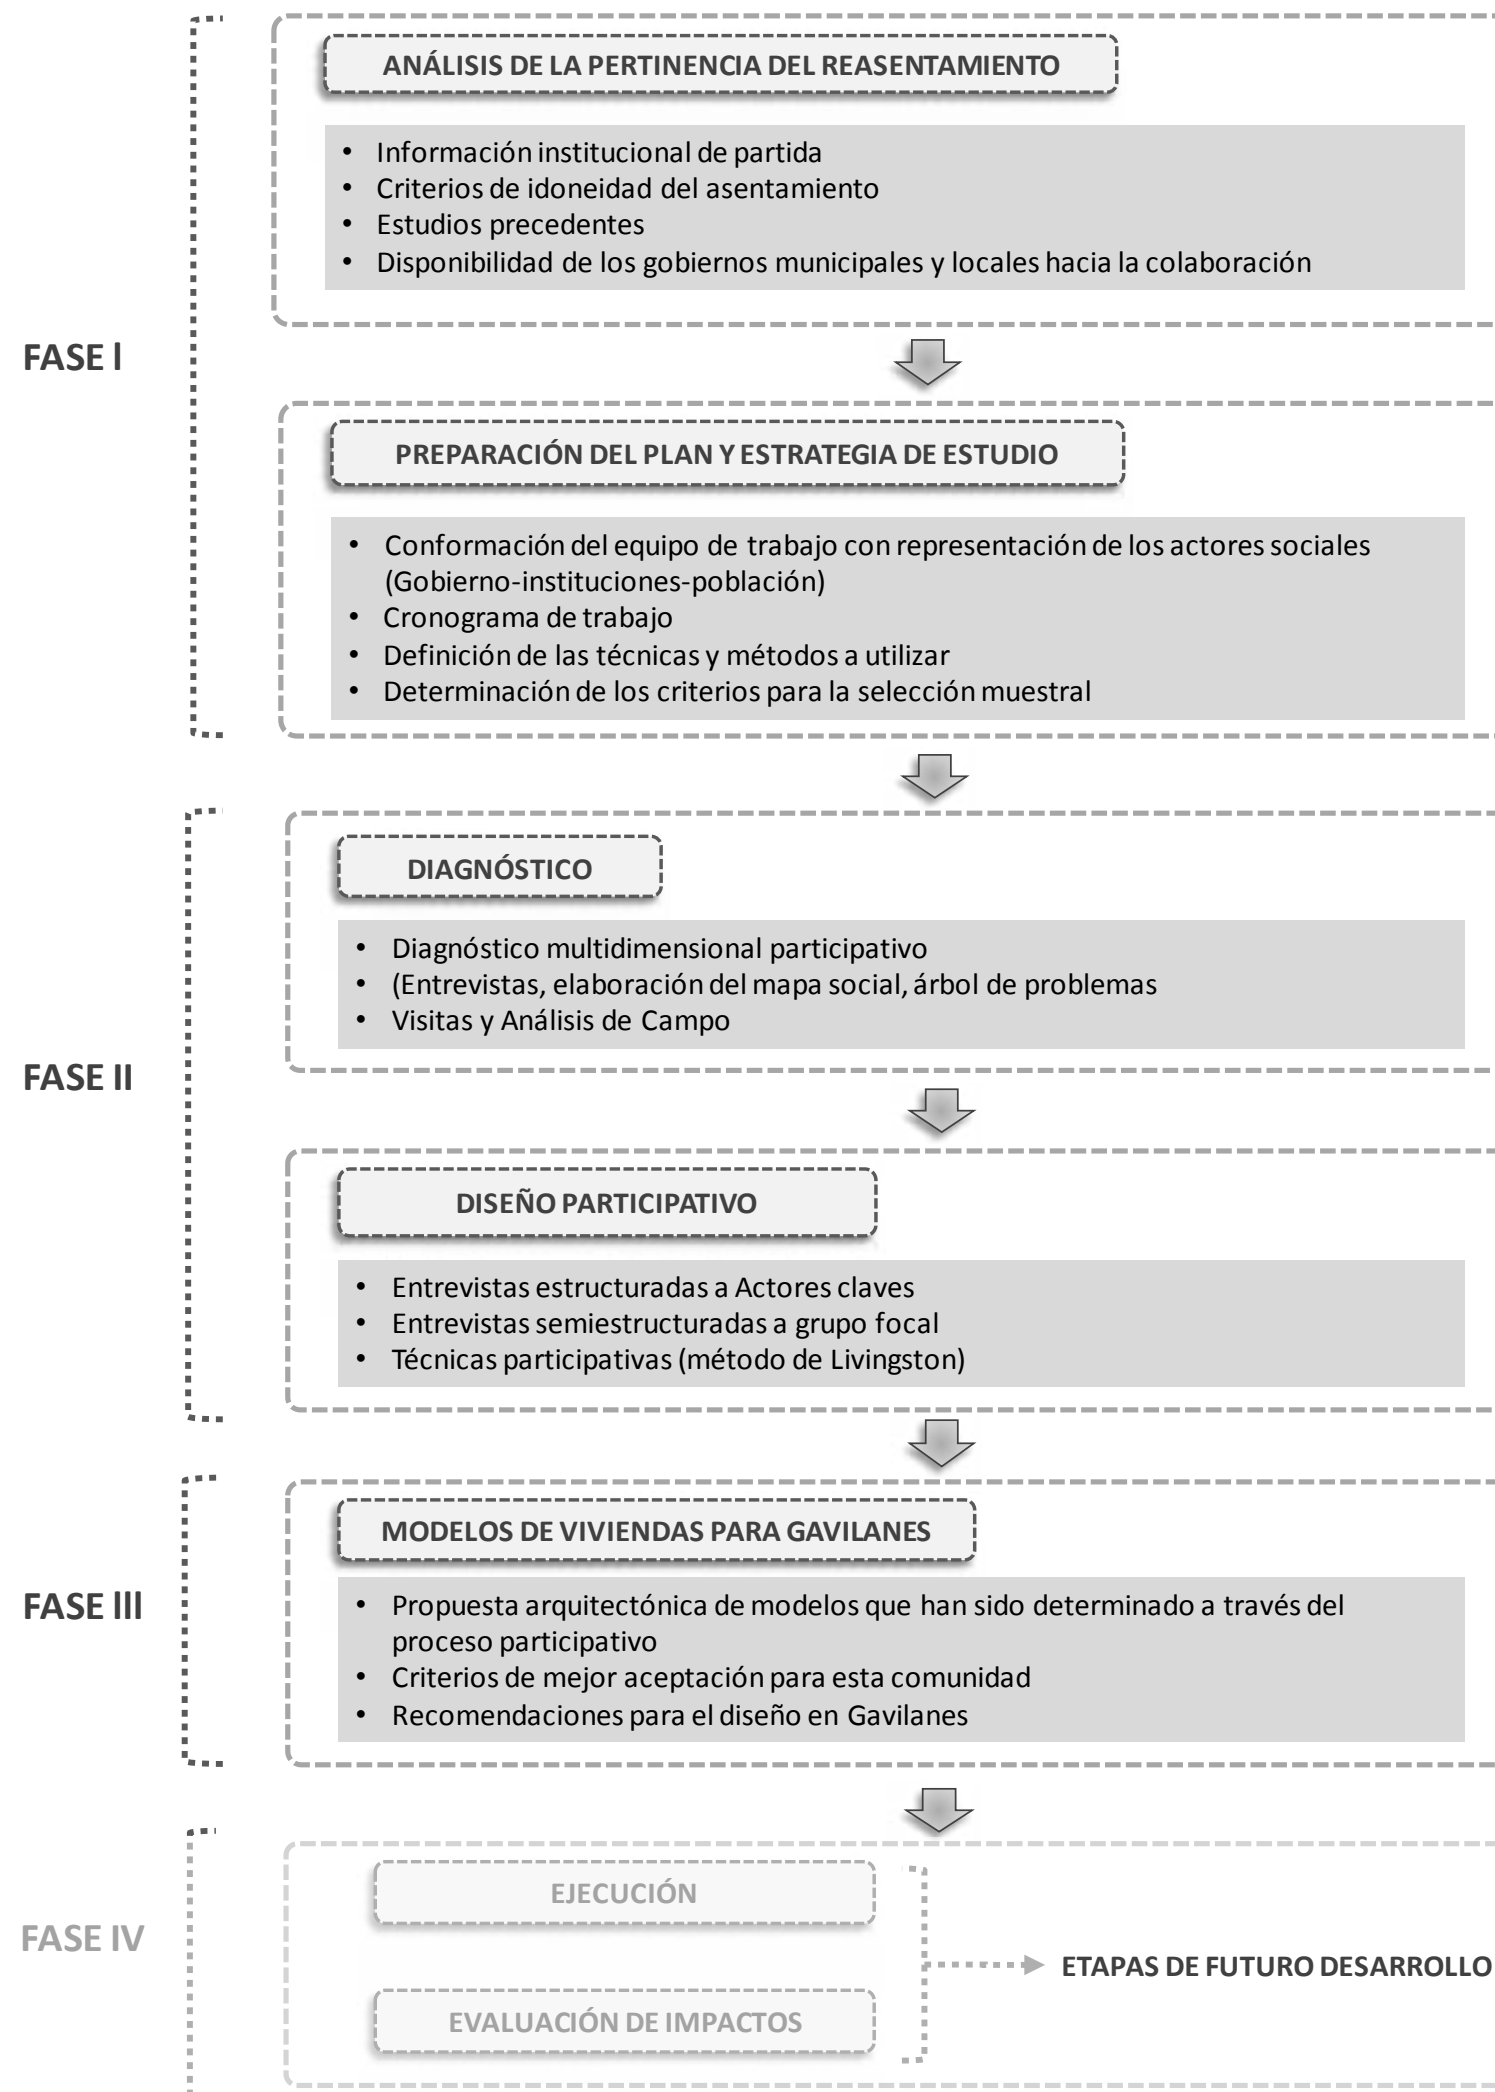 ANÁLISIS DE LA PERTINENCIA DEL REASENTAMIENTO
• Información institucional de partida
• Criterios de idoneidad del asentamiento
• Estudios precedentes
• Disponibilidad de los gobiernos municipales y locales hacia la colaboración
FASE I
PREPARACIÓN DEL PLAN Y ESTRATEGIA DE ESTUDIO
• Conformación del equipo de trabajo con representación de los actores sociales
(Gobierno-instituciones-población)
• Cronograma de trabajo
• Definición de las técnicas y métodos a utilizar
• Determinación de los criterios para la selección muestral
DIAGNÓSTICO
• Diagnóstico multidimensional participativo
• (Entrevistas, elaboración del mapa social, árbol de problemas
• Visitas y Análisis de Campo
FASE II
DISEÑO PARTICIPATIVO
• Entrevistas estructuradas a Actores claves
• Entrevistas semiestructuradas a grupo focal
• Técnicas participativas (método de Livingston)
MODELOS DE VIVIENDAS PARA GAVILANES
FASE III
• Propuesta arquitectónica de modelos que han sido determinado a través del
proceso participativo
• Criterios de mejor aceptación para esta comunidad
• Recomendaciones para el diseño en Gavilanes
EJECUCIÓN
FASE IV
ETAPAS DE FUTURO DESARROLLO
EVALUACIÓN DE IMPACTOS